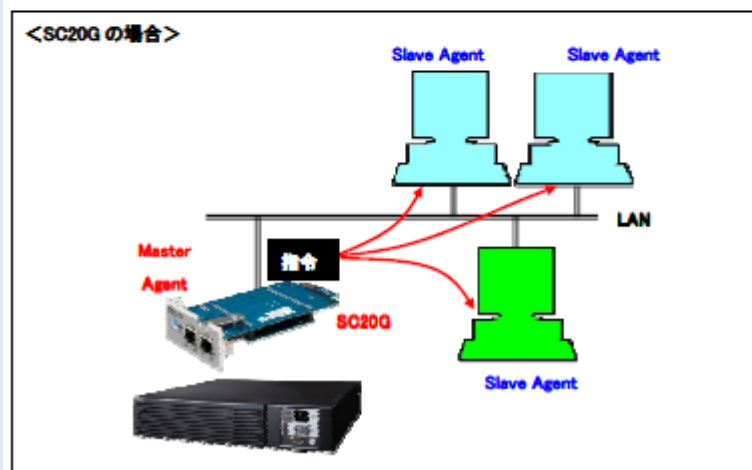 <SC20G の場合>
Slave Agent
Slave Agent
LAN
Master
Agent
指令
SC20G
Slave Agent